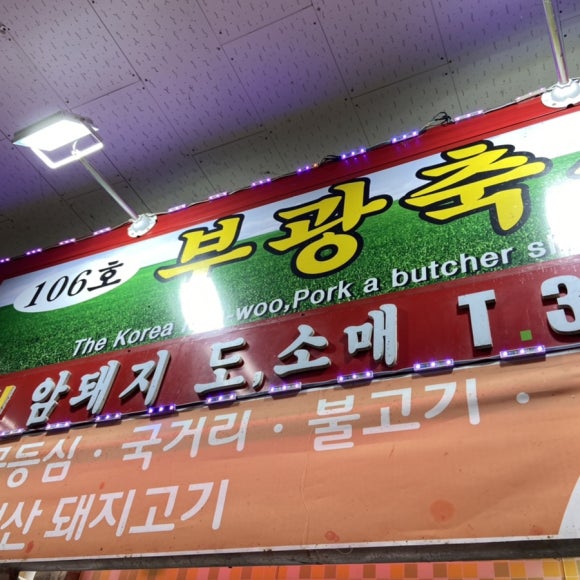 106호 부광축
The Korea -woo,Pork a butcher
암돼지 도,소매 T.3
등심 · 국거리 · 불고기 ·
산 돼지고기